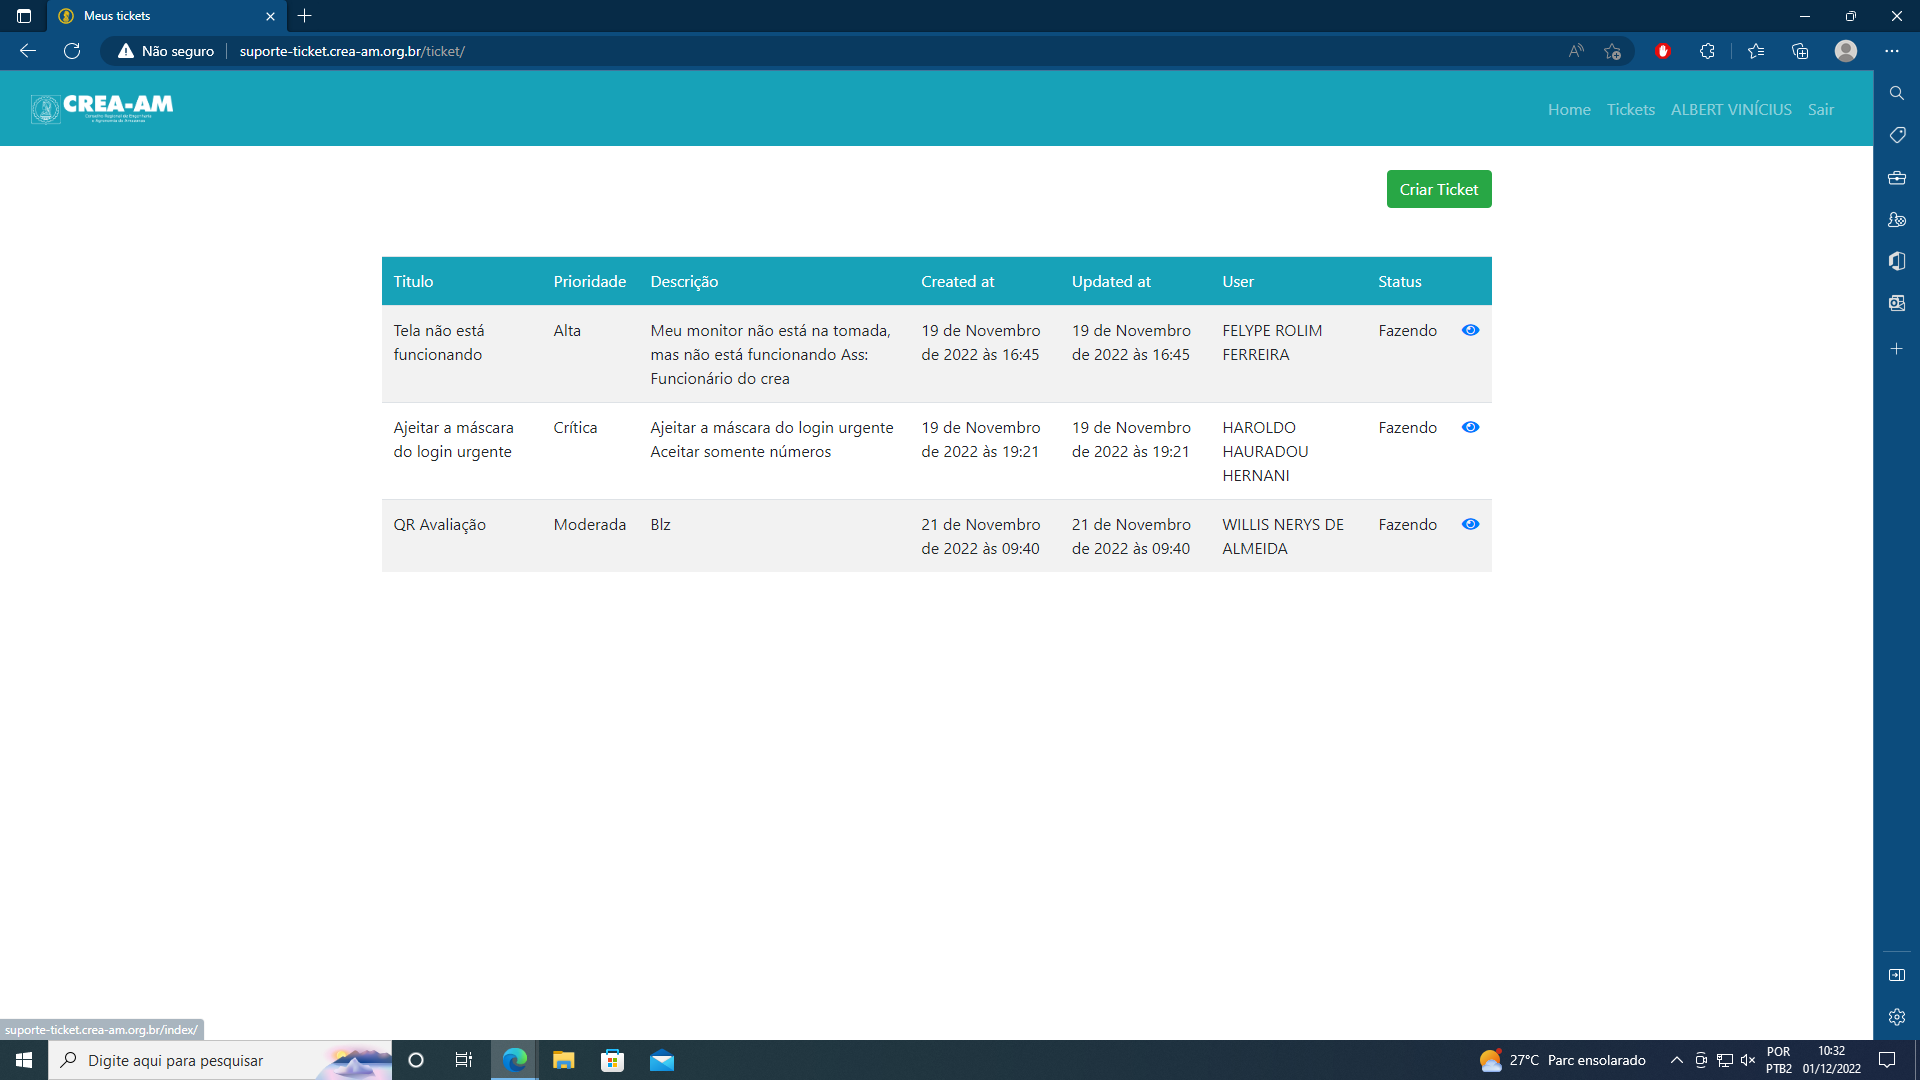 Meus tickets
Não seguro
suporte-ticket.crea-am.org.br/ticket/
CREA-AM
Conselho Regional de Engenharia
e Agronomia do Amazonas
Home
Tickets
ALBERT VINÍCIUS
Sair
Criar Ticket
Titulo
Prioridade
Descrição
Created at
Updated at
User
Status
Tela não está
funcionando
Alta
Meu monitor não está na tomada,
mas não está funcionando Ass:
Funcionário do crea
19 de Novembro
de 2022 às 16:45
19 de Novembro
de 2022 às 16:45
FELYPE ROLIM
FERREIRA
Fazendo
Ajeitar a máscara
do login urgente
Crítica
Ajeitar a máscara do login urgente
Aceitar somente números
19 de Novembro
de 2022 às 19:21
19 de Novembro
de 2022 às 19:21
HAROLDO
HAURADOU
HERNANI
Fazendo
QR Avaliação
Moderada
Blz
21 de Novembro
de 2022 às 09:40
21 de Novembro
de 2022 às 09:40
WILLIS NERYS DE
ALMEIDA
Fazendo
suporte-ticket.crea-am.org.br/index/
Digite aqui para pesquisar
27°C Parc ensolarado
POR
PTB2
10:32
01/12/2022